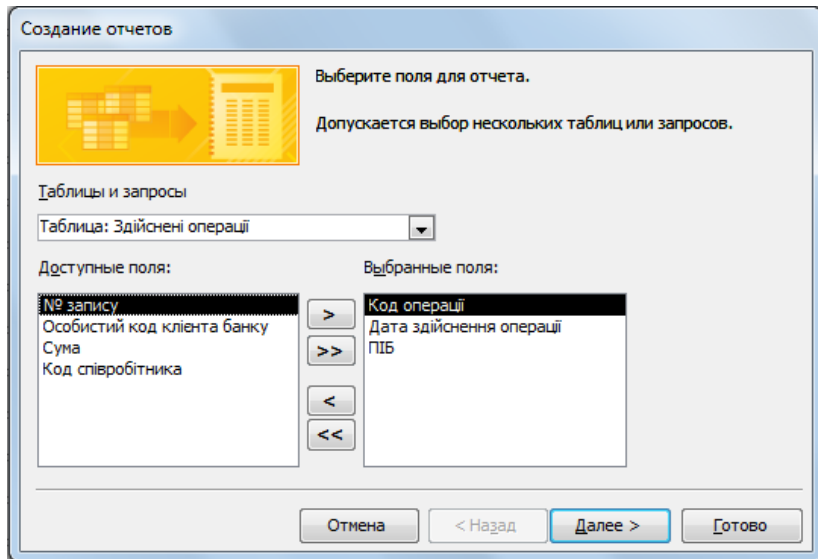 Создание отчетов
Выберите поля для отчета.
Допускается выбор нескольких таблиц или запросов.
Таблицы и запросы
Таблица: Здійснені операції
Доступные поля:
Выбранные поля:
№ запису
Особистий код клієнта банку
Сума
Код співробітника
>
>>
<
<<
Код операції
Дата здійснення операції
ПІБ
Отмена
< Назад
Далее >
Готово